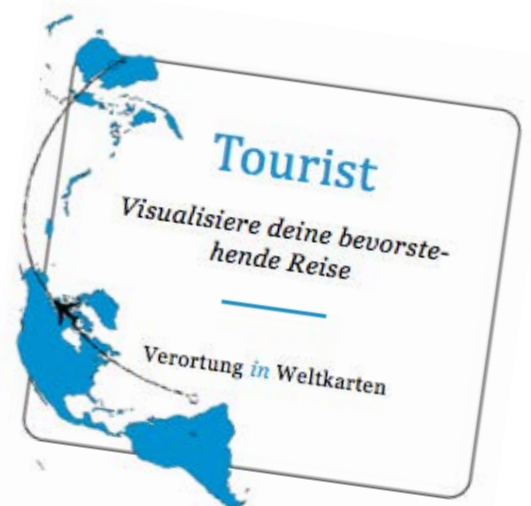 Tourist
Visualisiere deine bevorste-
hende Reise
Verortung in Weltkarten